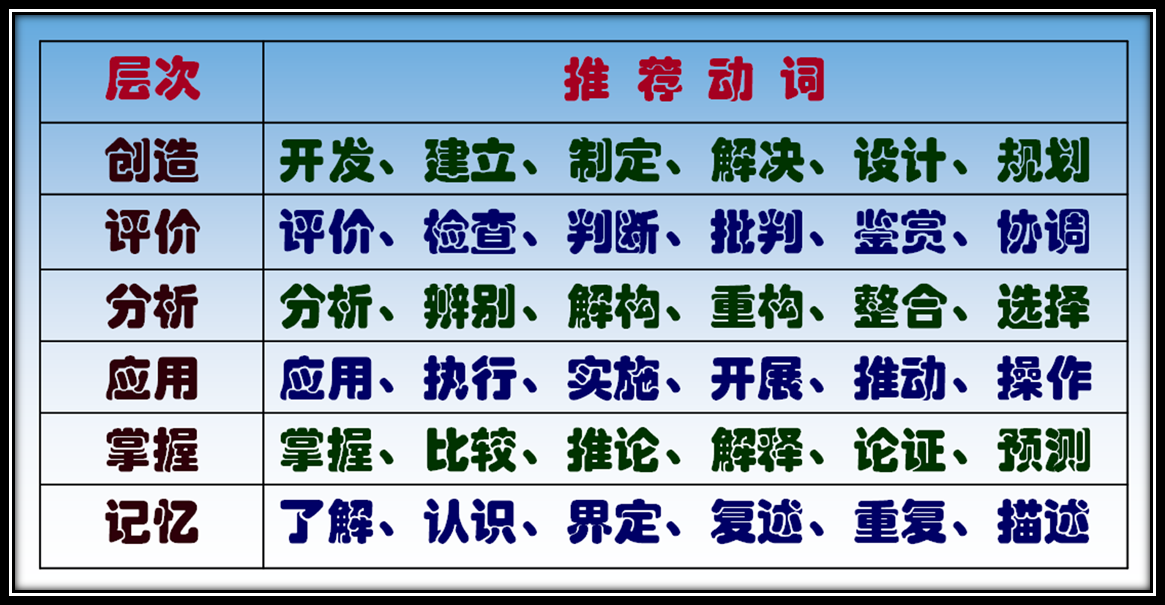 层次 推荐动词
创造 开发、建立、制定、解决、设计、规划
评价 评价、检查、判断、批判、鉴赏、协调
分析 分析、辨别、解构、重构、整合、选择
应用 应用、执行、实施、开展、推动、操作
掌握 掌握、比较、推论、解释、论证、预测
记忆 了解、认识、界定、复述、重复、描述